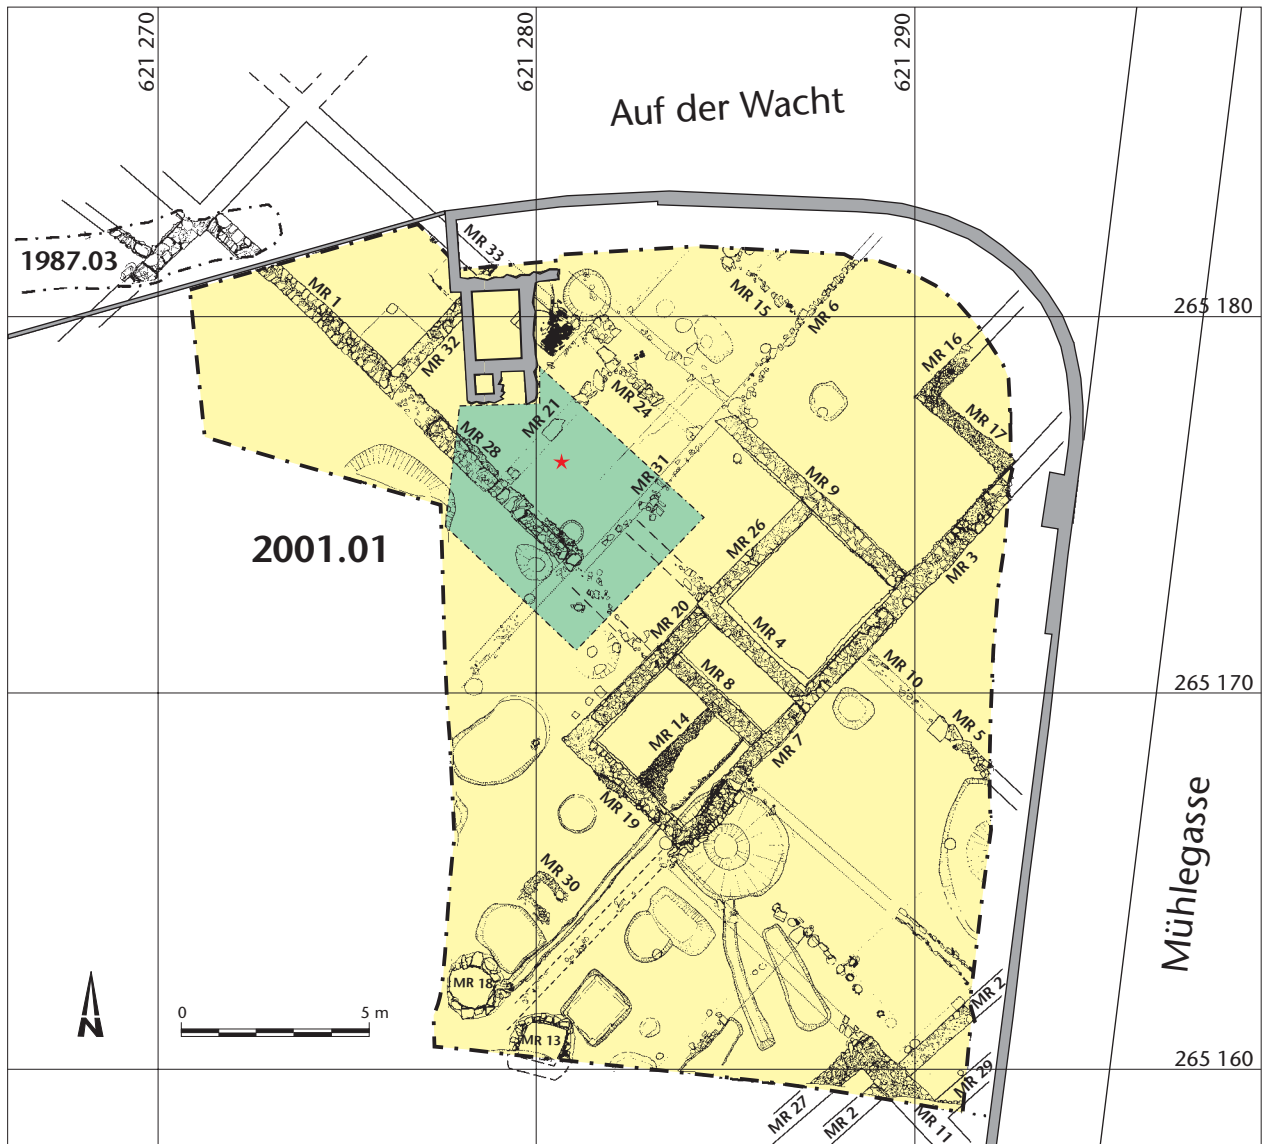 621 270
621 280
621 290
Auf der Wacht
1987.03
MR 33
MR 1
MR 15
MR 6
265 180
MR 32
MR 16
MR 24
MR 21
MR 17
MR 28
MR 31
MR 9
2001.01
MR 26
MR 3
MR 20
MR 4
MR 10
265 170
MR 8
MR 14
MR 5
MR 7
MR 19
Mühlegasse
MR 30
MR 18
MR 2
N
0 5 m
MR 13
265 160
MR 29
MR 27
MR 2
MR 11